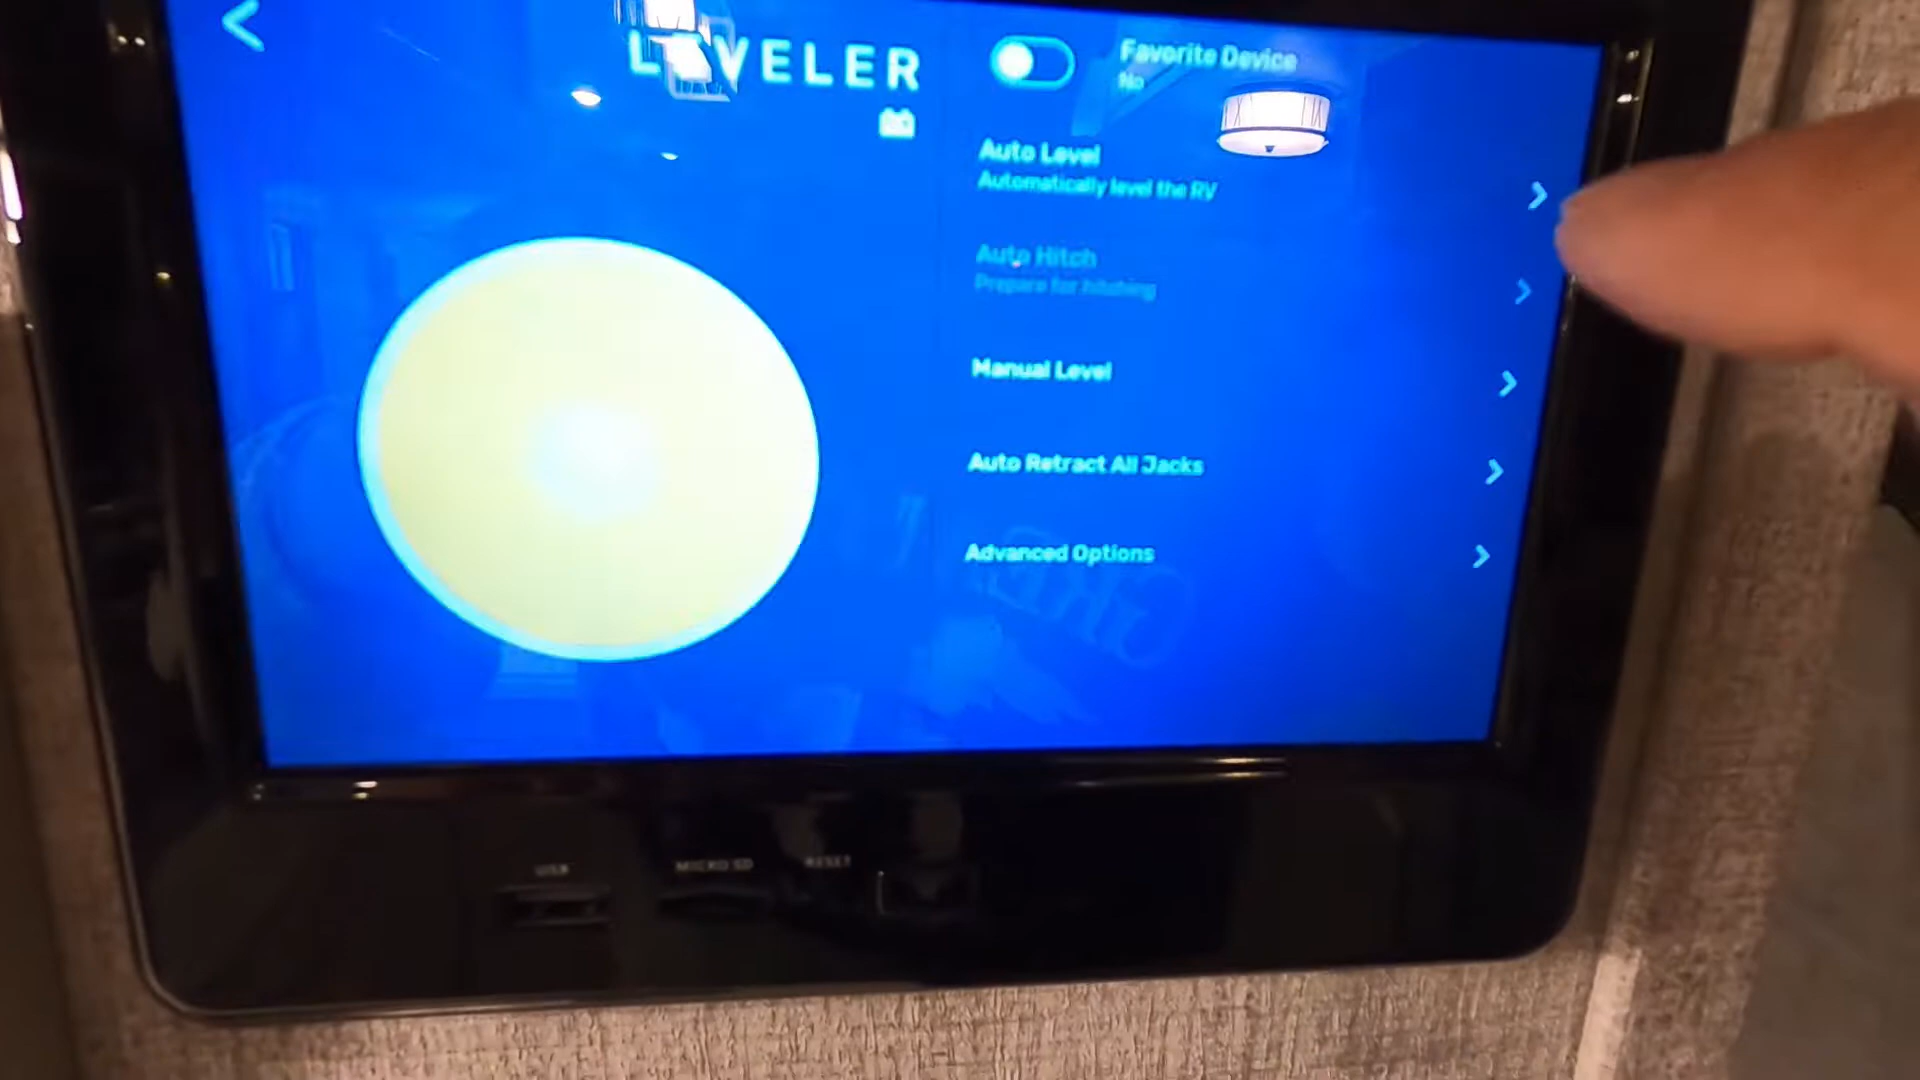 LEVELER
Favorite Device
No
Auto Level
Automatically level the RV
Auto Hitch
Prepare for hitching
Manual Level
Auto Retract All Jacks
Advanced Options
USB
MICRO SD
RESET